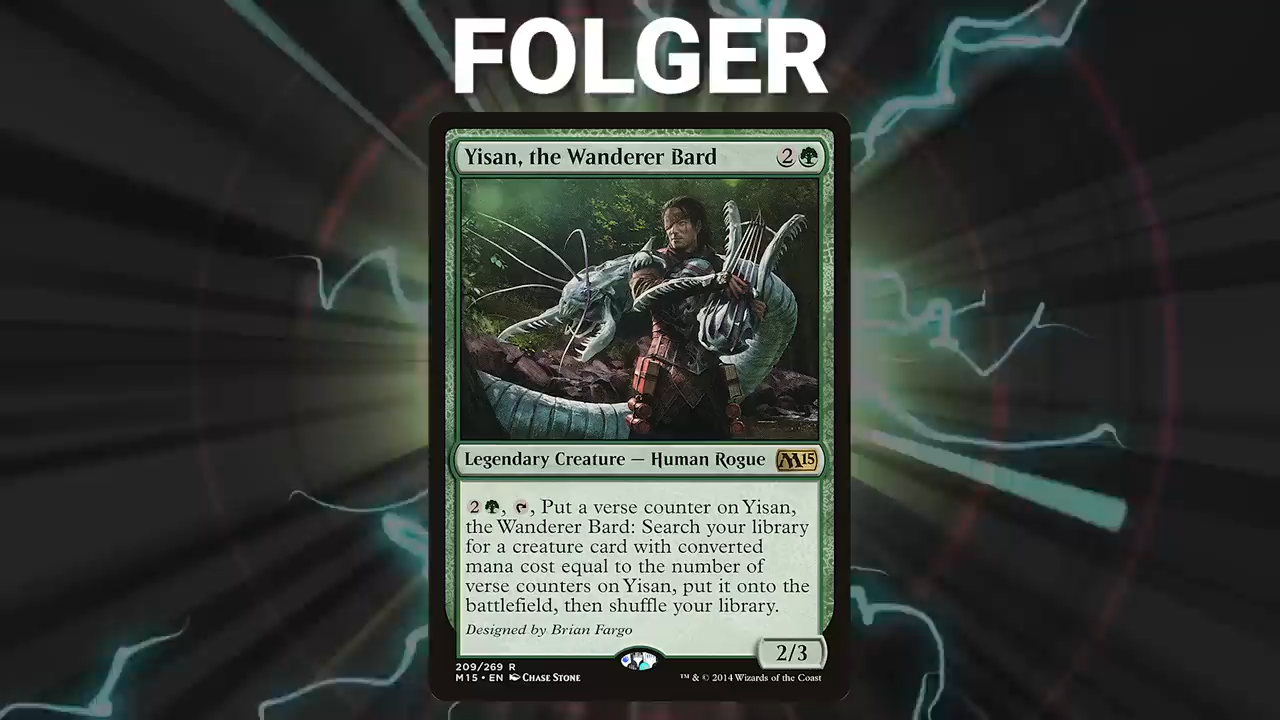 FOLGER
Yisan, the Wanderer Bard 2
Legendary Creature — Human Rogue M15
2 , , Put a verse counter on Yisan,
the Wanderer Bard: Search your library
for a creature card with converted
mana cost equal to the number of
verse counters on Yisan, put it onto the
battlefield, then shuffle your library.
Designed by Brian Fargo
2/3
209/269 R
M15 • EN Chase Stone ™ & © 2014 Wizards of the Coast